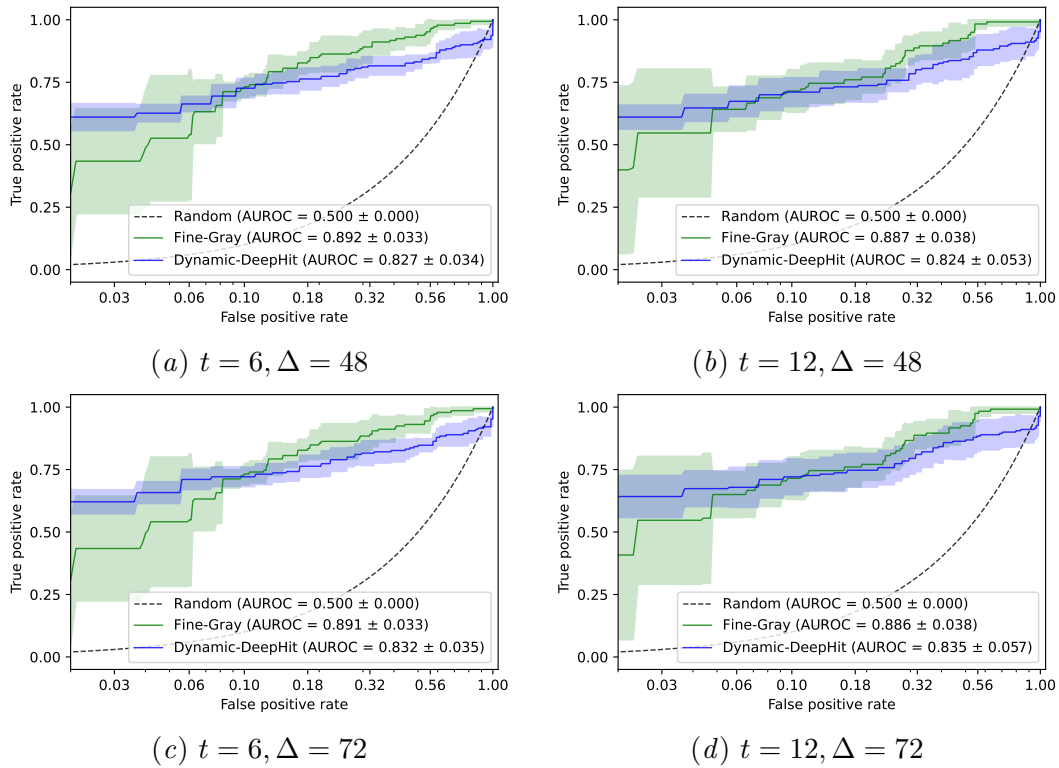 1.00
0.75
0.50
0.25
0.00
True positive rate
Random (AUROC = 0.500 ± 0.000)
Fine-Gray (AUROC = 0.892 ± 0.033)
Dynamic-DeepHit (AUROC = 0.827 ± 0.034)
0.03 0.06 0.10 0.18 0.32 0.56 1.00
False positive rate
(a) t = 6, Δ = 48
1.00
0.75
0.50
0.25
0.00
True positive rate
Random (AUROC = 0.500 ± 0.000)
Fine-Gray (AUROC = 0.887 ± 0.038)
Dynamic-DeepHit (AUROC = 0.824 ± 0.053)
0.03 0.06 0.10 0.18 0.32 0.56 1.00
False positive rate
(b) t = 12, Δ = 48
1.00
0.75
0.50
0.25
0.00
True positive rate
Random (AUROC = 0.500 ± 0.000)
Fine-Gray (AUROC = 0.891 ± 0.033)
Dynamic-DeepHit (AUROC = 0.832 ± 0.035)
0.03 0.06 0.10 0.18 0.32 0.56 1.00
False positive rate
(c) t = 6, Δ = 72
1.00
0.75
0.50
0.25
0.00
True positive rate
Random (AUROC = 0.500 ± 0.000)
Fine-Gray (AUROC = 0.886 ± 0.038)
Dynamic-DeepHit (AUROC = 0.835 ± 0.057)
0.03 0.06 0.10 0.18 0.32 0.56 1.00
False positive rate
(d) t = 12, Δ = 72